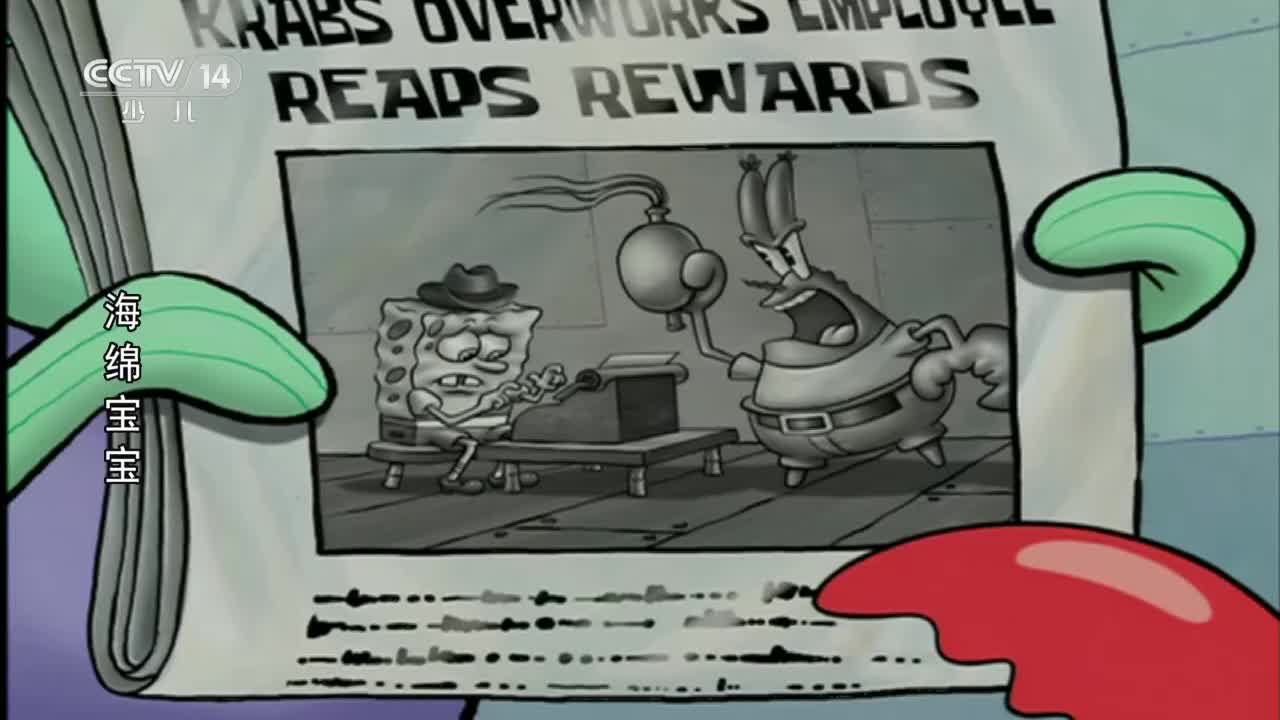 KRABS OVERWORKS EMPLOYEE
REAPS REWARDS
CCTV 14
少儿
海绵宝宝